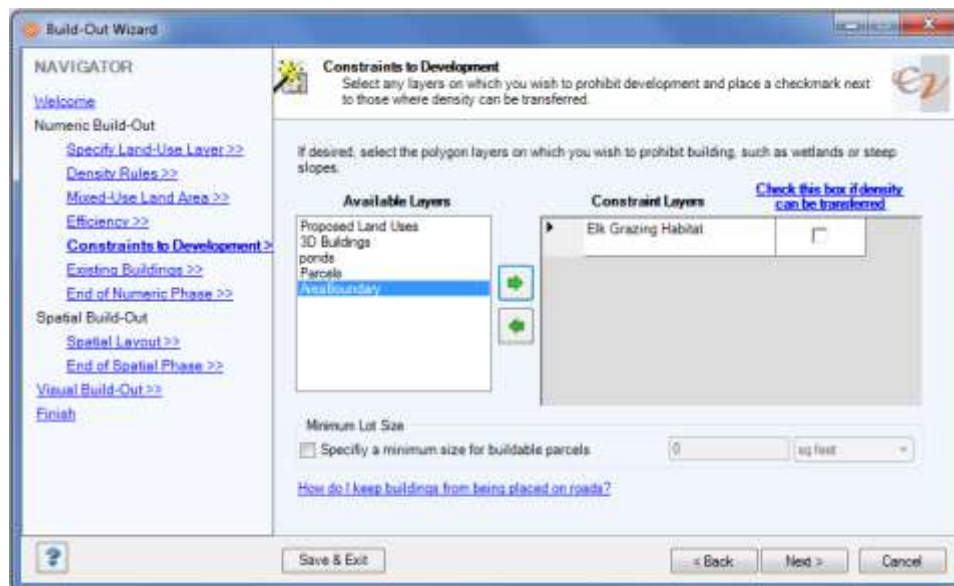 Build-Out Wizard
NAVIGATOR
Welcome
Numeric Build-Out
Specify Land-Use Layer >>
Density Rules >>
Mixed-Use Land Area >>
Efficiency >>
Constraints to Development >
Existing Buildings >>
End of Numeric Phase >>
Spatial Build-Out
Spatial Layout >>
End of Spatial Phase >>
Visual Build-Out >>
Finish
Constraints to Development
Select any layers on which you wish to prohibit development and place a checkmark next
to those where density can be transferred.
ev
If desired, select the polygon layers on which you wish to prohibit building, such as wetlands or steep
slopes.
Available Layers
Proposed Land Uses
3D Buildings
ponds
Parcels
AreaBoundary
Constraint Layers
Check this box if density
can be transferred
Elk Grazing Habitat
Minimum Lot Size
Specifiy a minimum size for buildable parcels
0
sq feet
How do I keep buildings from being placed on roads?
?
Save & Exit
< Back
Next >
Cancel